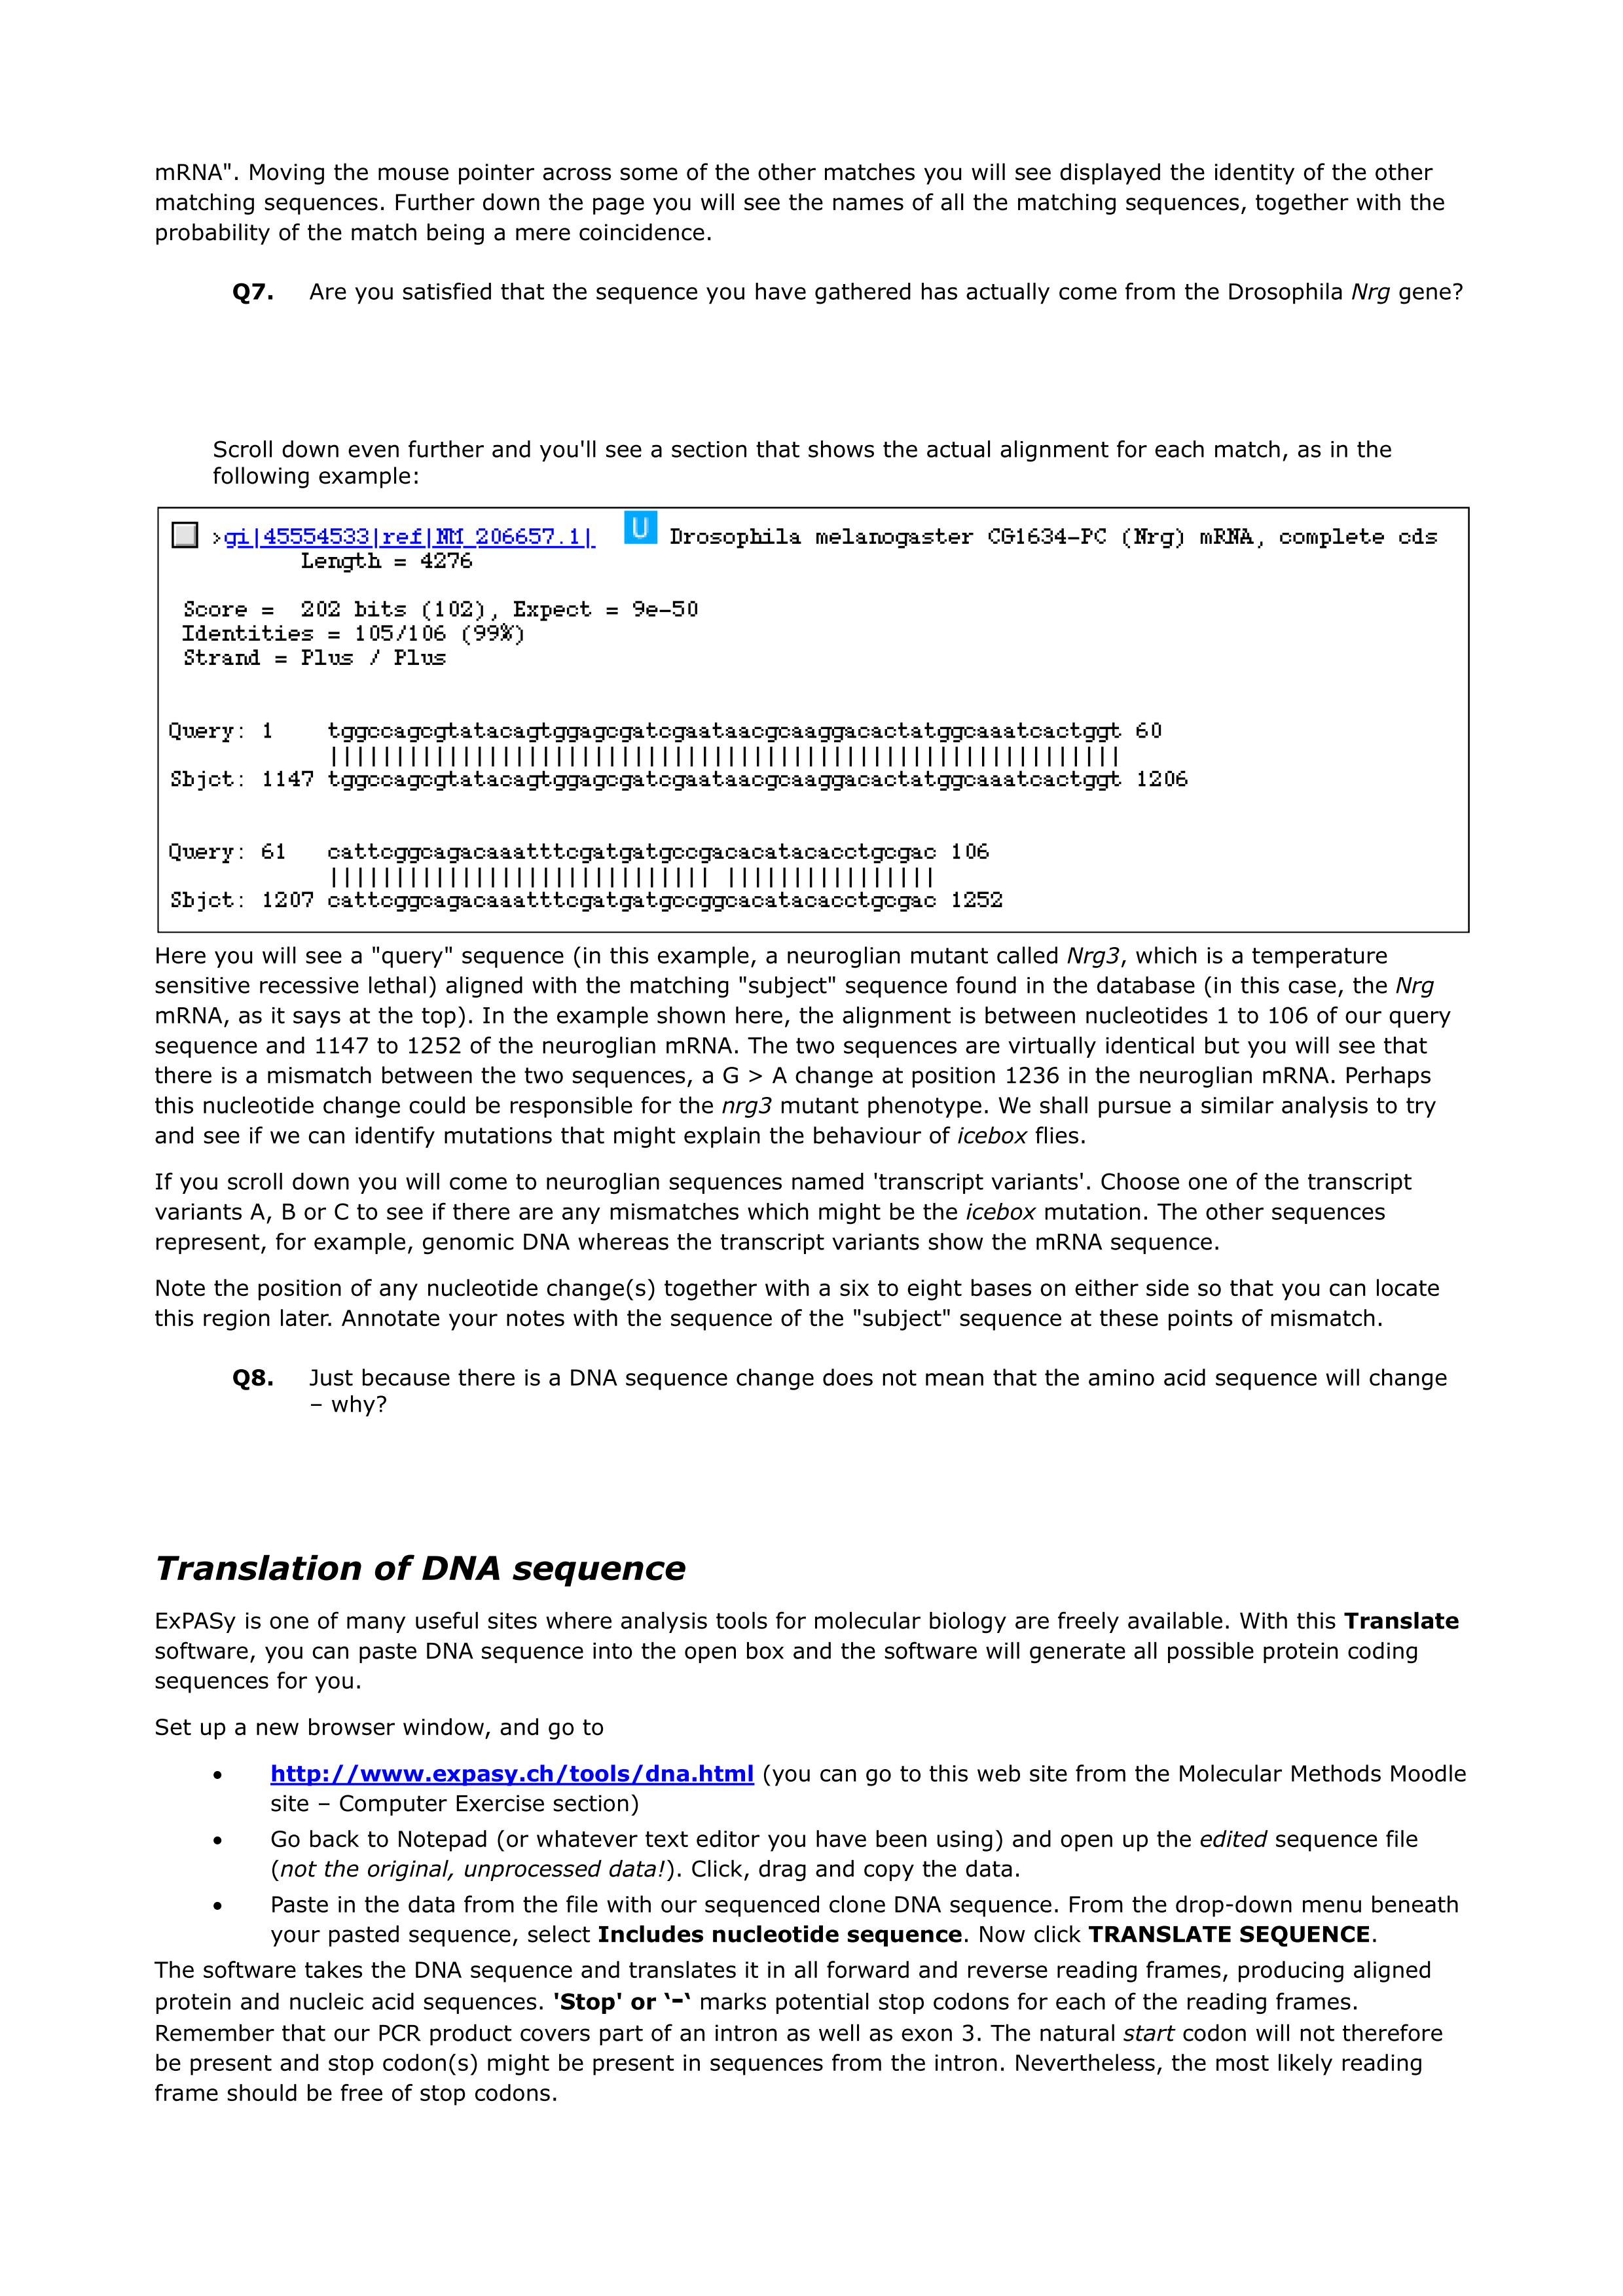 mRNA". Moving the mouse pointer across some of the other matches you will see displayed the identity of the other
matching sequences. Further down the page you will see the names of all the matching sequences, together with the
probability of the match being a mere coincidence.
Q7. Are you satisfied that the sequence you have gathered has actually come from the Drosophila Nrg gene?
Scroll down even further and you'll see a section that shows the actual alignment for each match, as in the
following example:
>gi|45554533|ref|NM_206657.1| U Drosophila melanogaster CG1634-PC (Nrg) mRNA, complete cds
Length = 4276
Score = 202 bits (102), Expect = 9e-50
Identities = 105/106 (99%)
Strand = Plus / Plus
Query: 1 tggccagcgtatacagtggagcgatcgaataacgcaaggacactatggcaaatcactggt 60
||||||||||||||||||||||||||||||||||||||||||||||||||||||||||||
Sbjct: 1147 tggccagcgtatacagtggagcgatcgaataacgcaaggacactatggcaaatcactggt 1206
Query: 61 cattcggcagacaaatttcgatgatgccgacacatacacctgcgac 106
||||||||||||||||||||||||||||| ||||||||||||||||
Sbjct: 1207 cattcggcagacaaatttcgatgatgccggcacatacacctgcgac 1252
Here you will see a "query" sequence (in this example, a neuroglian mutant called Nrg3, which is a temperature
sensitive recessive lethal) aligned with the matching "subject" sequence found in the database (in this case, the Nrg
mRNA, as it says at the top). In the example shown here, the alignment is between nucleotides 1 to 106 of our query
sequence and 1147 to 1252 of the neuroglian mRNA. The two sequences are virtually identical but you will see that
there is a mismatch between the two sequences, a G > A change at position 1236 in the neuroglian mRNA. Perhaps
this nucleotide change could be responsible for the nrg3 mutant phenotype. We shall pursue a similar analysis to try
and see if we can identify mutations that might explain the behaviour of icebox flies.
If you scroll down you will come to neuroglian sequences named 'transcript variants'. Choose one of the transcript
variants A, B or C to see if there are any mismatches which might be the icebox mutation. The other sequences
represent, for example, genomic DNA whereas the transcript variants show the mRNA sequence.
Note the position of any nucleotide change(s) together with a six to eight bases on either side so that you can locate
this region later. Annotate your notes with the sequence of the "subject" sequence at these points of mismatch.
Q8. Just because there is a DNA sequence change does not mean that the amino acid sequence will change
– why?
Translation of DNA sequence
ExPASy is one of many useful sites where analysis tools for molecular biology are freely available. With this Translate
software, you can paste DNA sequence into the open box and the software will generate all possible protein coding
sequences for you.
Set up a new browser window, and go to
• http://www.expasy.ch/tools/dna.html (you can go to this web site from the Molecular Methods Moodle
site – Computer Exercise section)
• Go back to Notepad (or whatever text editor you have been using) and open up the edited sequence file
(not the original, unprocessed data!). Click, drag and copy the data.
• Paste in the data from the file with our sequenced clone DNA sequence. From the drop-down menu beneath
your pasted sequence, select Includes nucleotide sequence. Now click TRANSLATE SEQUENCE.
The software takes the DNA sequence and translates it in all forward and reverse reading frames, producing aligned
protein and nucleic acid sequences. 'Stop' or ‘-‘ marks potential stop codons for each of the reading frames.
Remember that our PCR product covers part of an intron as well as exon 3. The natural start codon will not therefore
be present and stop codon(s) might be present in sequences from the intron. Nevertheless, the most likely reading
frame should be free of stop codons.